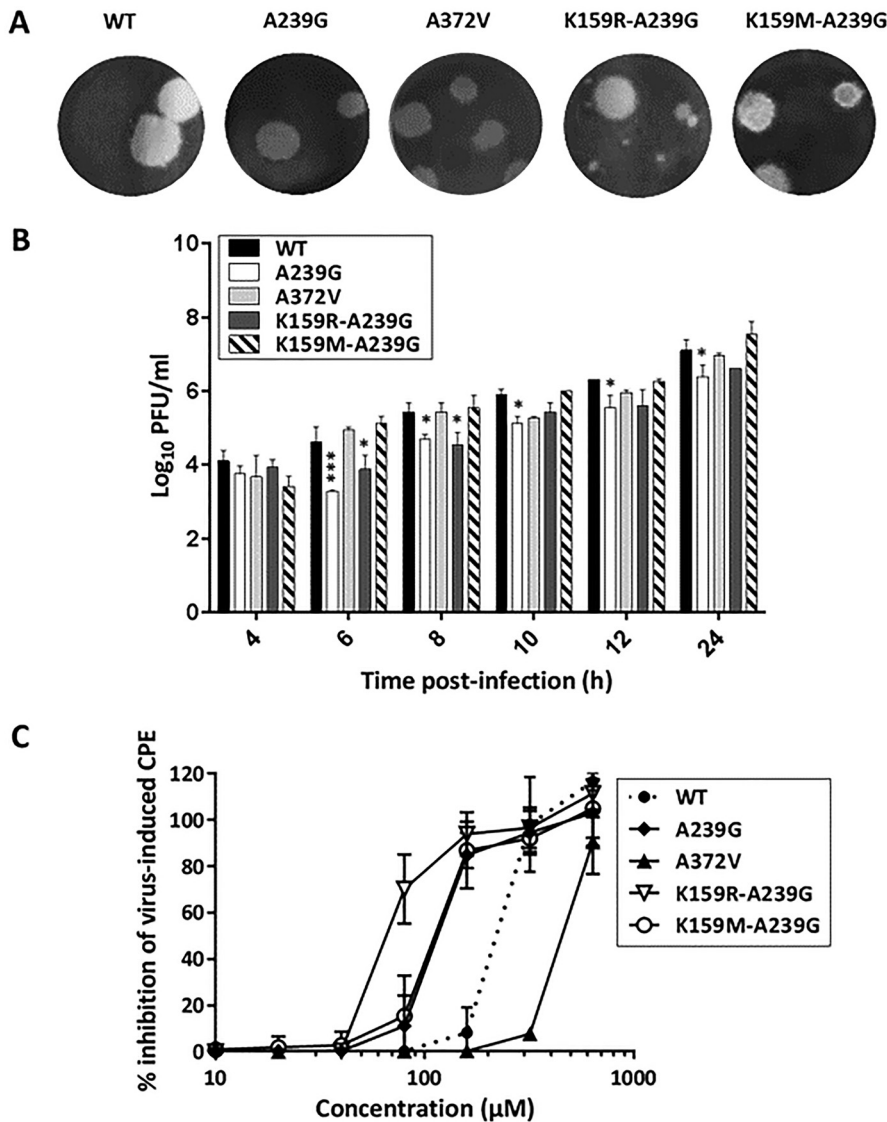 A
WT A239G A372V K159R-A239G K159M-A239G
B
WT
A239G
A372V
K159R-A239G
K159M-A239G
Log10 PFU/ml
10
8
6
4
2
0
*** *
* *
*
*
*
4 6 8 10 12 24
Time post-infection (h)
C
% inhibition of virus-induced CPE
120
100
80
60
40
20
0
10 100 1000
Concentration (µM)
WT
A239G
A372V
K159R-A239G
K159M-A239G